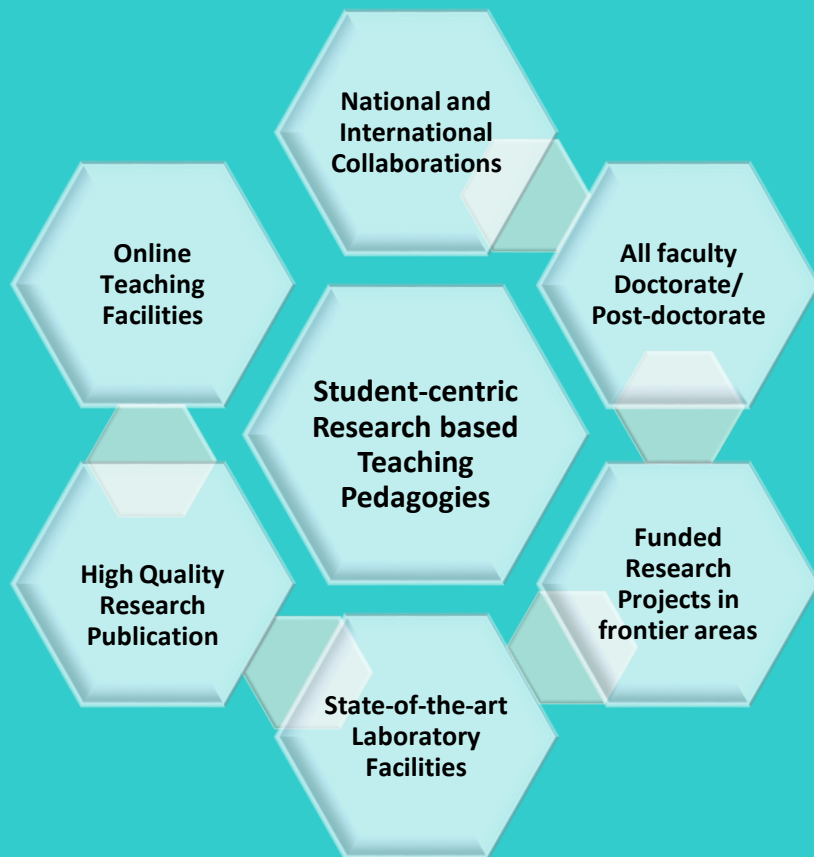 National and
International
Collaborations
Online
Teaching
Facilities
All faculty
Doctorate/
Post-doctorate
Student-centric
Research based
Teaching
Pedagogies
High Quality
Research
Publication
Funded
Research
Projects in
frontier areas
State-of-the-art
Laboratory
Facilities